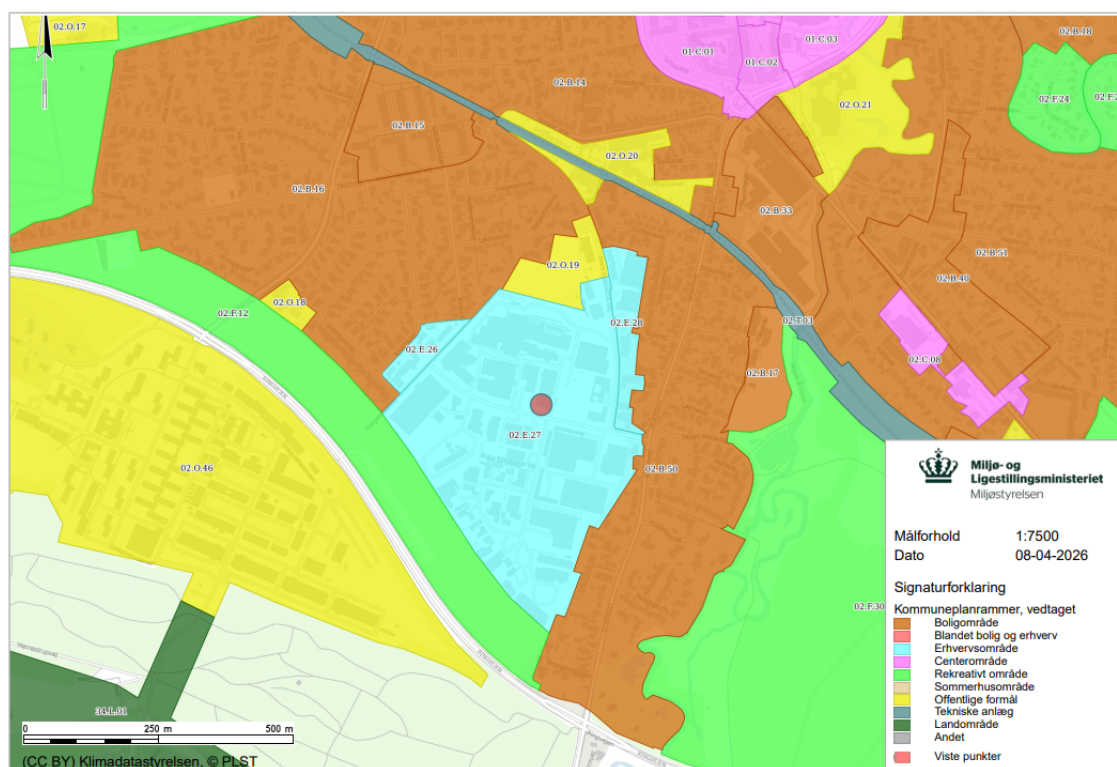 02.O.17
01.C.03
02.B.18
01.C.01
01.C.02
02.B.14
02.F.24
02.O.21
02.B.15
02.O.20
02.B.16
02.B.33
02.B.51
02.O.19
02.B.40
02.O.18
02.F.12
02.E.28
02.T.03
02.E.26
02.C.08
02.B.17
02.E.27
02.O.46
02.B.50
02.F.30
34.L.01
0 250 m 500 m
(CC BY) Klimadatastyrelsen, © PLST
Miljø- og
Ligestillingsministeriet
Miljøstyrelsen
Målforhold 1:7500
Dato 08-04-2026
Signaturforklaring
Kommuneplanrammer, vedtaget
Boligområde
Blandet bolig og erhverv
Erhvervsområde
Centerområde
Rekreativt område
Sommerhusområde
Offentlige formål
Tekniske anlæg
Landområde
Andet
Viste punkter